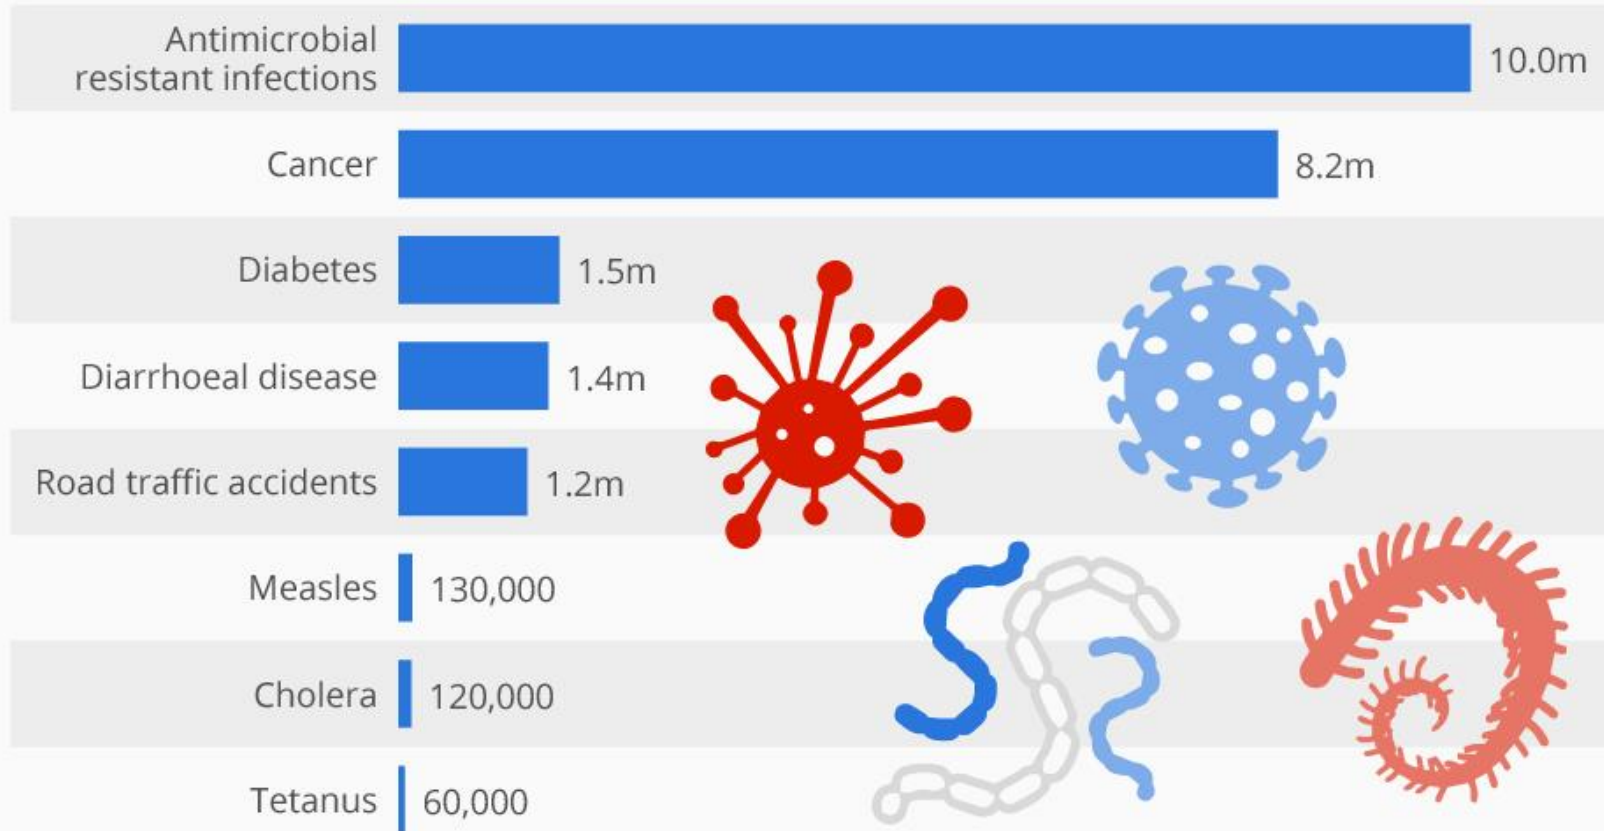 Antimicrobial
resistant infections
10.0m
Cancer
8.2m
Diabetes
1.5m
Diarrhoeal disease
1.4m
Road traffic accidents
1.2m
Measles
130,000
Cholera
120,000
Tetanus
60,000